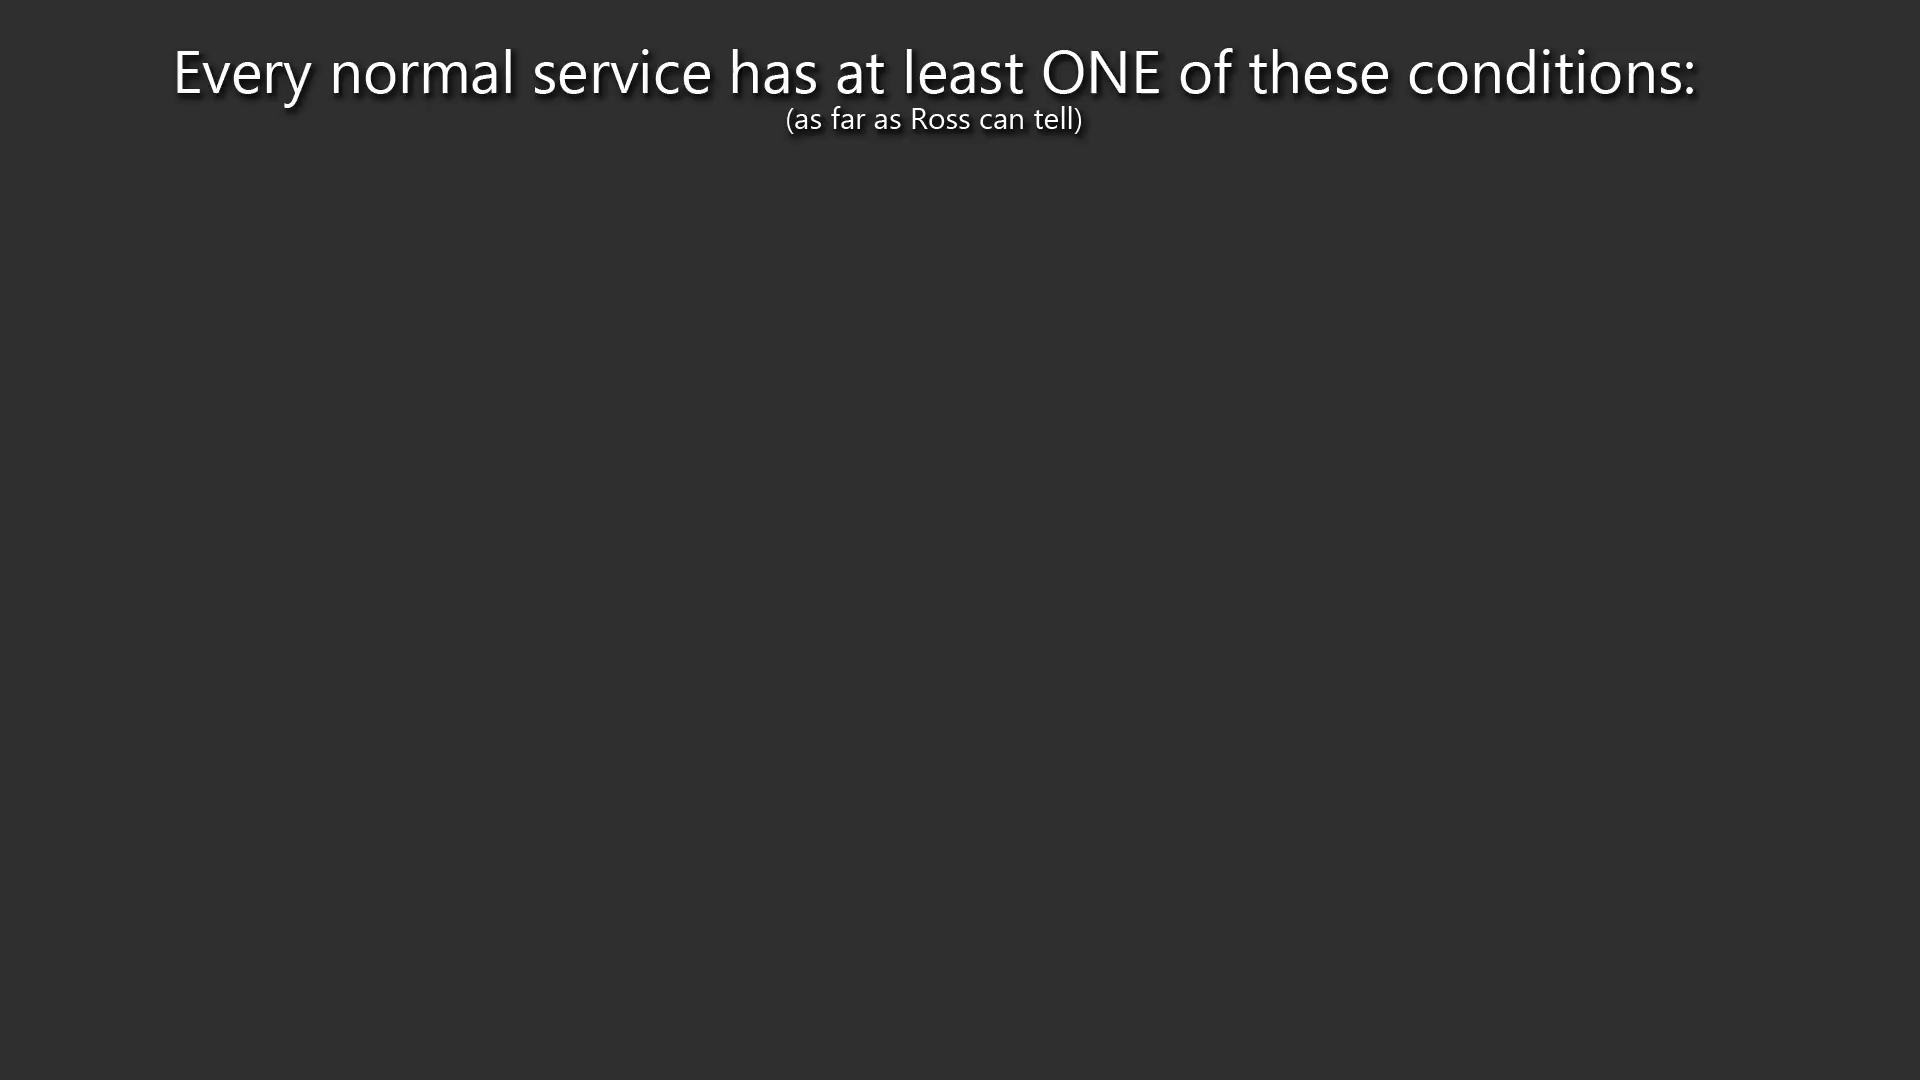 Every normal service has at least ONE of these conditions:
(as far as Ross can tell)